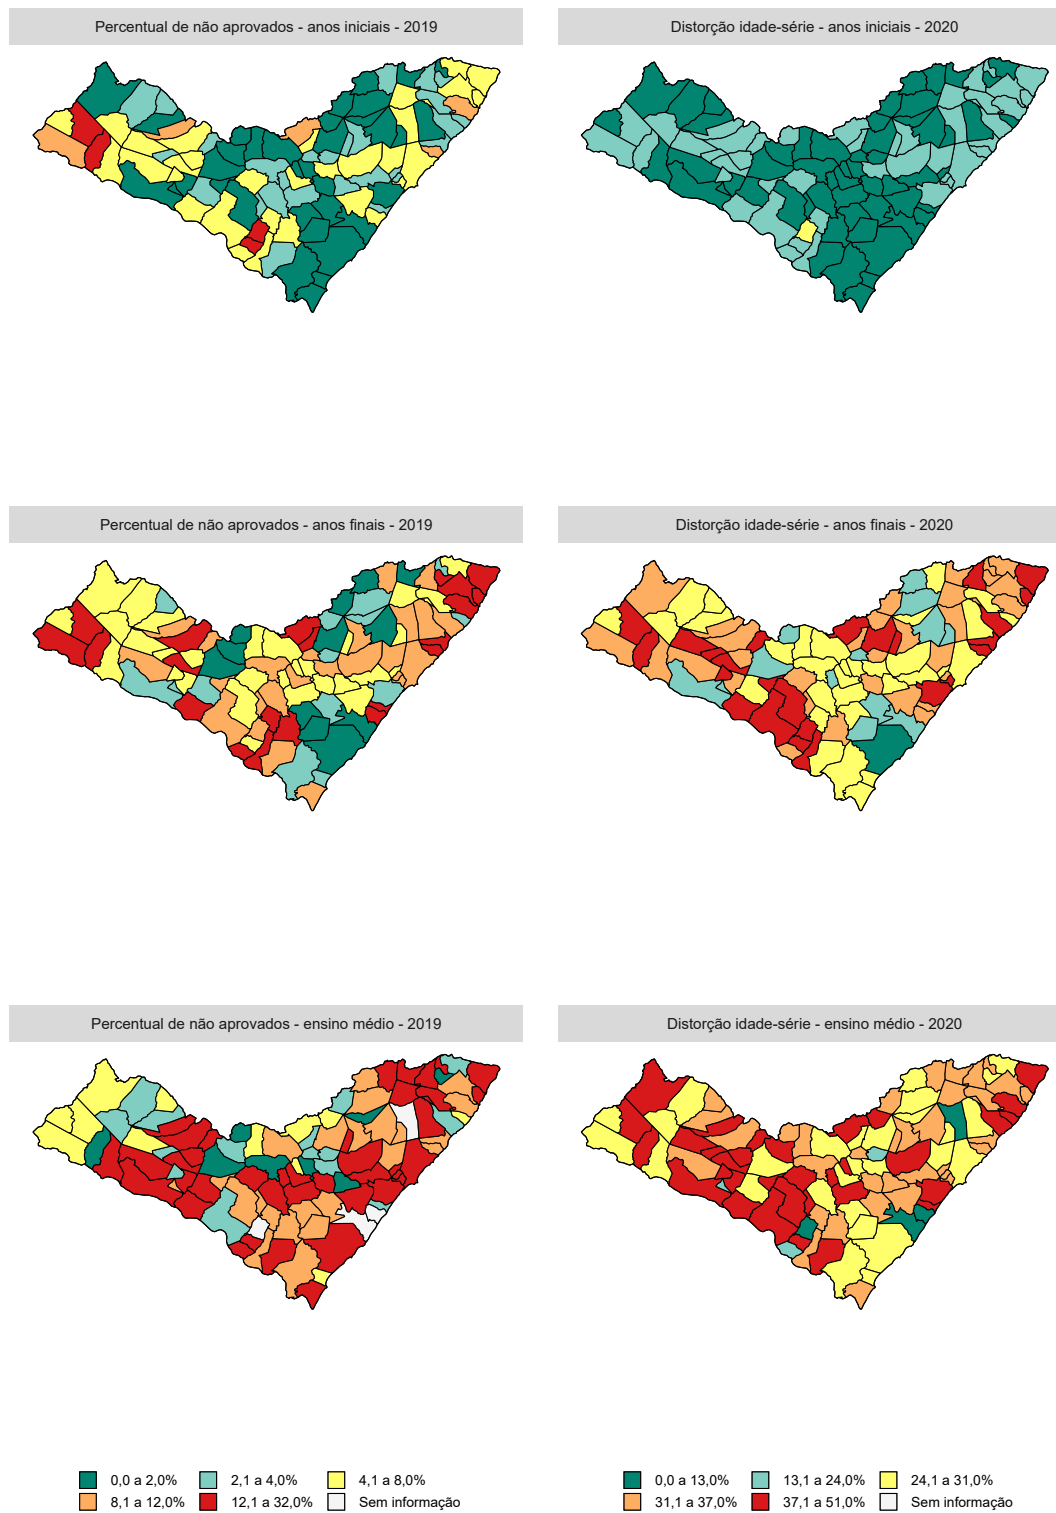 Percentual de não aprovados - anos iniciais - 2019
Distorção idade-série - anos iniciais - 2020
Percentual de não aprovados - anos finais - 2019
Distorção idade-série - anos finais - 2020
Percentual de não aprovados - ensino médio - 2019
Distorção idade-série - ensino médio - 2020
0,0 a 2,0% 2,1 a 4,0% 4,1 a 8,0%
8,1 a 12,0% 12,1 a 32,0% Sem informação
0,0 a 13,0% 13,1 a 24,0% 24,1 a 31,0%
31,1 a 37,0% 37,1 a 51,0% Sem informação